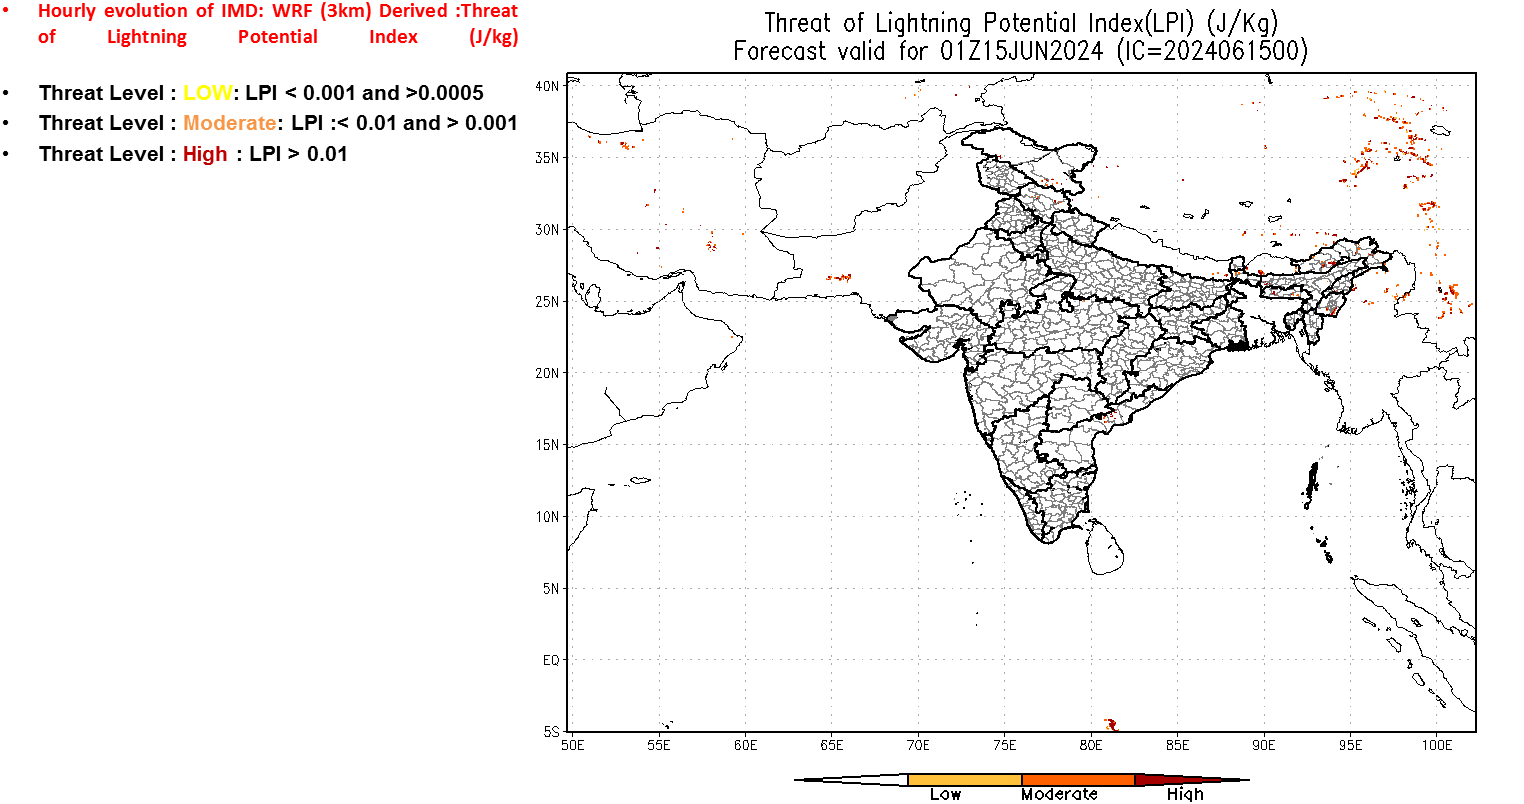 • Hourly evolution of IMD: WRF (3km) Derived :Threat
of Lightning Potential Index (J/kg)
• Threat Level : LOW: LPI < 0.001 and >0.0005
• Threat Level : Moderate: LPI :< 0.01 and > 0.001
• Threat Level : High : LPI > 0.01
Threat of Lightning Potential Index(LPI) (J/Kg)
Forecast valid for 01Z15JUN2024 (IC=2024061500)
40N
35N
30N
25N
20N
15N
10N
5N
EQ
5S
50E 55E 60E 65E 70E 75E 80E 85E 90E 95E 100E
Low Moderate High